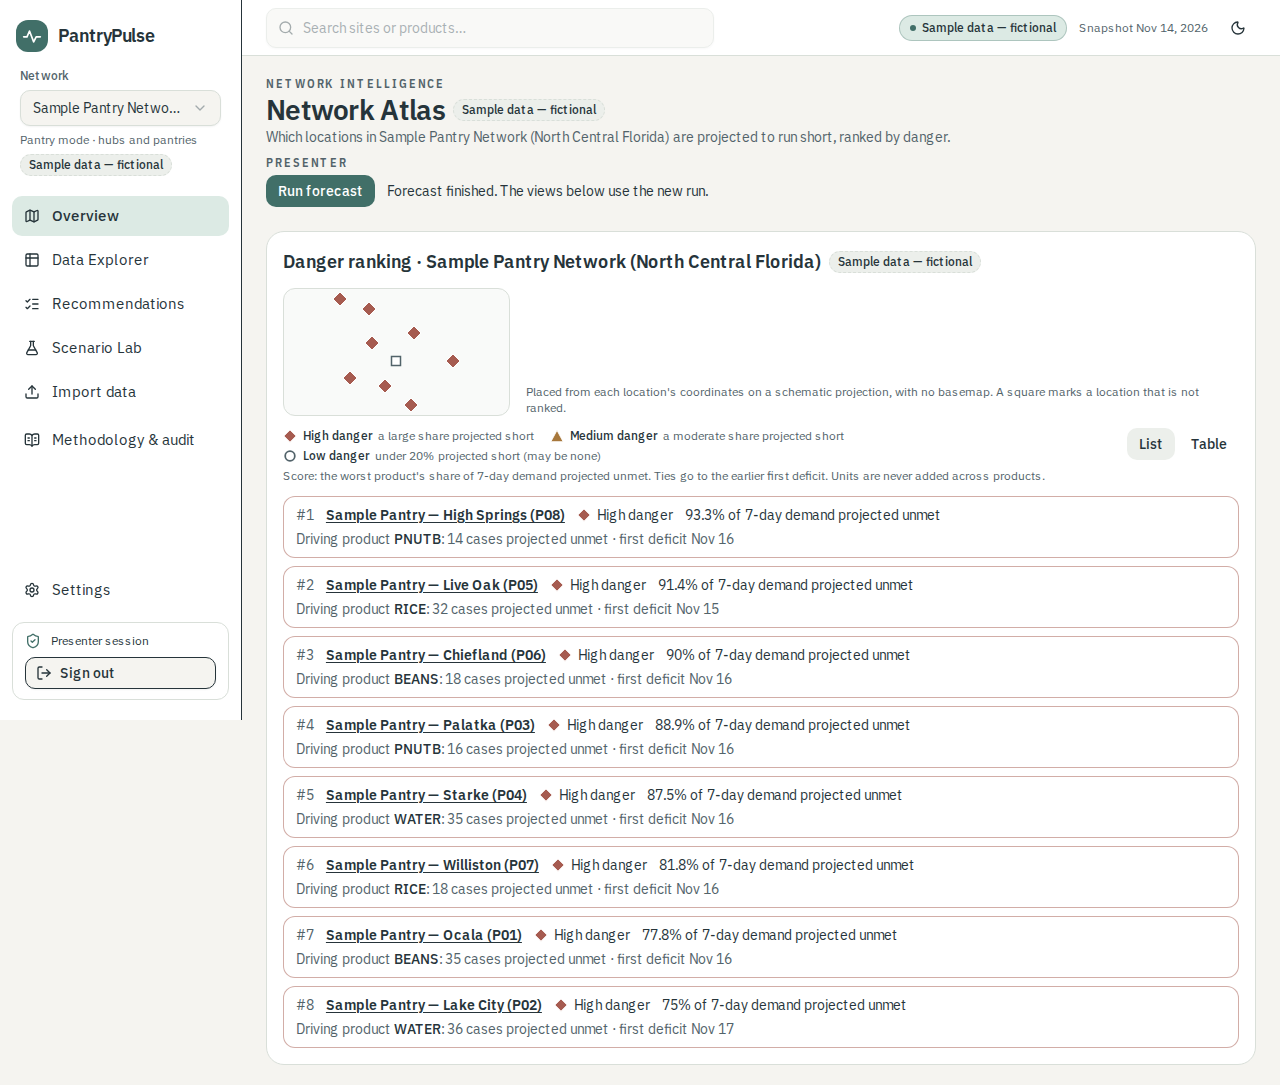 PantryPulse
Network
Sample Pantry Netwo...
Pantry mode · hubs and pantries
Sample data — fictional
Overview
Data Explorer
Recommendations
Scenario Lab
Import data
Methodology & audit
Settings
Presenter session
Sign out
Search sites or products...
Sample data — fictional
Snapshot Nov 14, 2026
NETWORK INTELLIGENCE
Network Atlas Sample data — fictional
Which locations in Sample Pantry Network (North Central Florida) are projected to run short, ranked by danger.
PRESENTER
Run forecast Forecast finished. The views below use the new run.
Danger ranking · Sample Pantry Network (North Central Florida) Sample data — fictional
Placed from each location's coordinates on a schematic projection, with no basemap. A square marks a location that is not
ranked.
High danger a large share projected short Medium danger a moderate share projected short
Low danger under 20% projected short (may be none)
List Table
Score: the worst product's share of 7-day demand projected unmet. Ties go to the earlier first deficit. Units are never added across products.
#1 Sample Pantry — High Springs (P08) High danger 93.3% of 7-day demand projected unmet
Driving product PNUTB: 14 cases projected unmet · first deficit Nov 16
#2 Sample Pantry — Live Oak (P05) High danger 91.4% of 7-day demand projected unmet
Driving product RICE: 32 cases projected unmet · first deficit Nov 15
#3 Sample Pantry — Chiefland (P06) High danger 90% of 7-day demand projected unmet
Driving product BEANS: 18 cases projected unmet · first deficit Nov 16
#4 Sample Pantry — Palatka (P03) High danger 88.9% of 7-day demand projected unmet
Driving product PNUTB: 16 cases projected unmet · first deficit Nov 16
#5 Sample Pantry — Starke (P04) High danger 87.5% of 7-day demand projected unmet
Driving product WATER: 35 cases projected unmet · first deficit Nov 16
#6 Sample Pantry — Williston (P07) High danger 81.8% of 7-day demand projected unmet
Driving product RICE: 18 cases projected unmet · first deficit Nov 16
#7 Sample Pantry — Ocala (P01) High danger 77.8% of 7-day demand projected unmet
Driving product BEANS: 35 cases projected unmet · first deficit Nov 16
#8 Sample Pantry — Lake City (P02) High danger 75% of 7-day demand projected unmet
Driving product WATER: 36 cases projected unmet · first deficit Nov 17